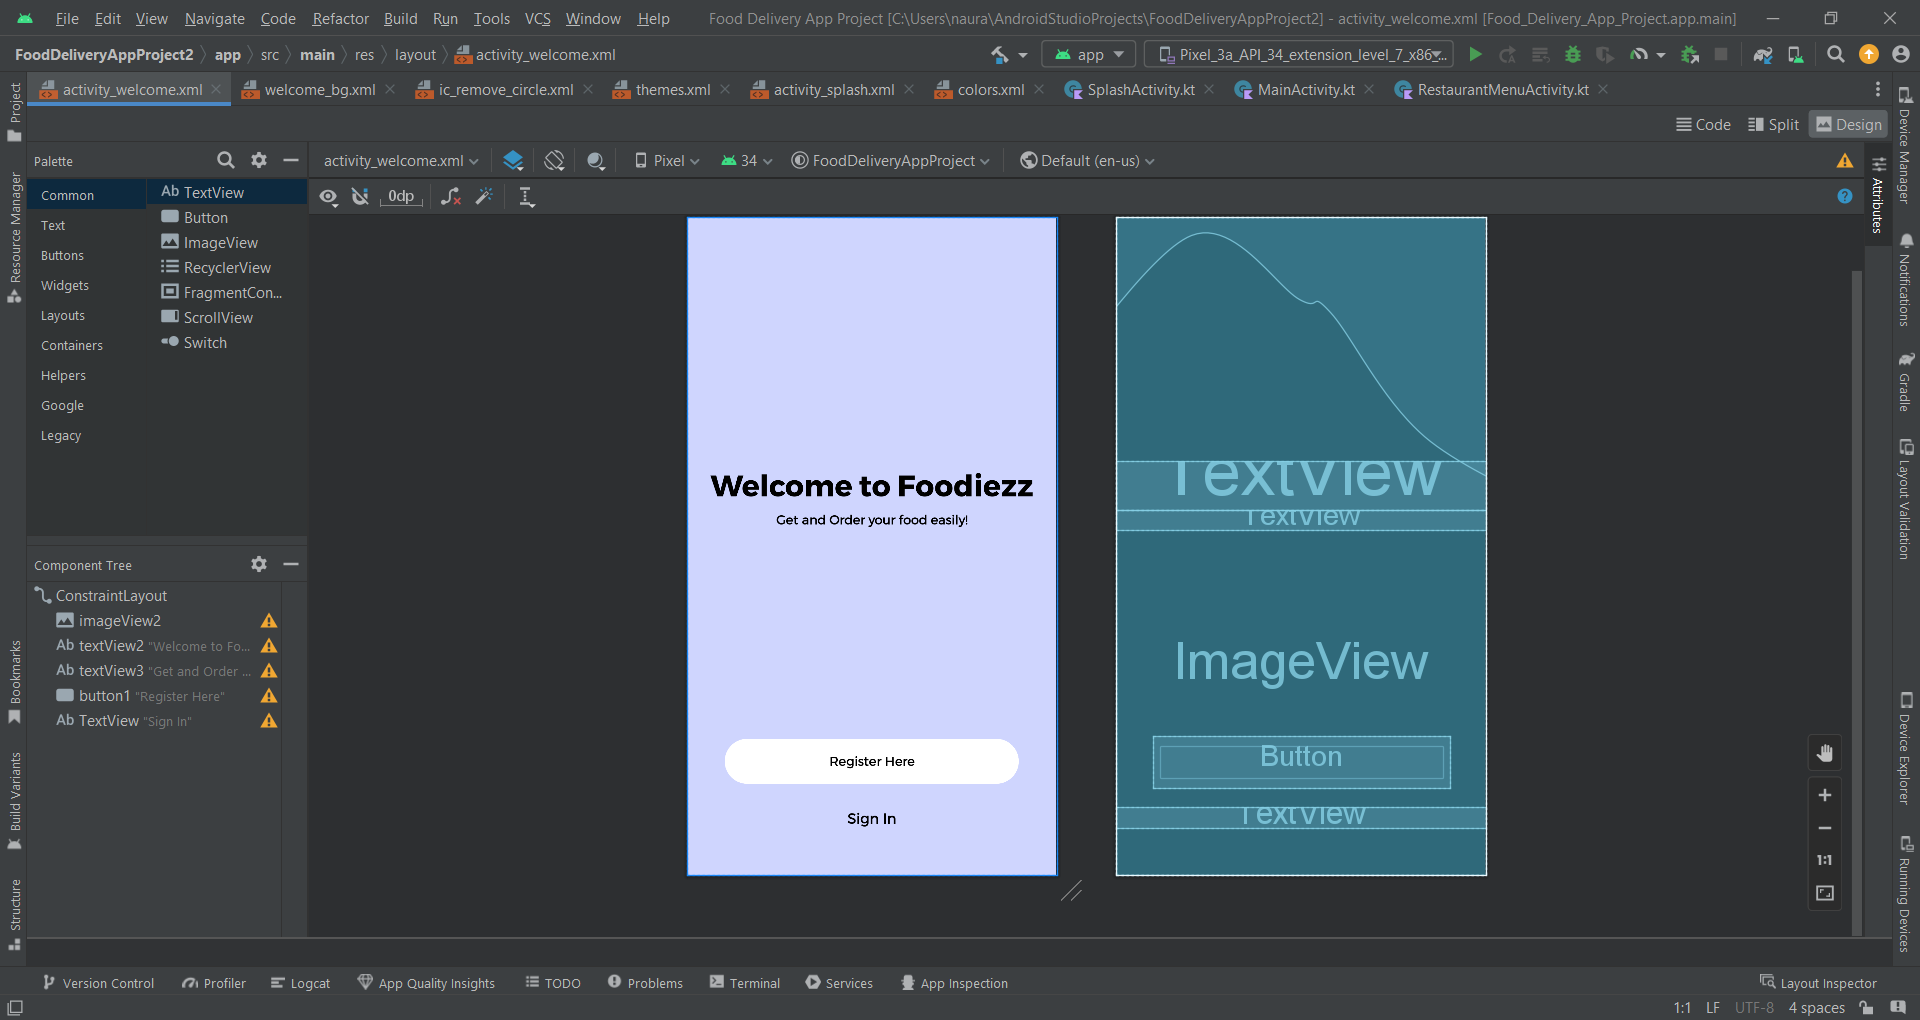 File Edit View Navigate Code Refactor Build Run Tools VCS Window Help Food Delivery App Project [C:\Users\naura\AndroidStudioProjects\FoodDeliveryAppProject2] - activity_welcome.xml [Food_Delivery_App_Project.app.main]
FoodDeliveryAppProject2 app src main res layout activity_welcome.xml app Pixel_3a_API_34_extension_level_7_x86...
activity_welcome.xml welcome_bg.xml ic_remove_circle.xml themes.xml activity_splash.xml colors.xml SplashActivity.kt MainActivity.kt RestaurantMenuActivity.kt
Code Split Design
Palette activity_welcome.xml Pixel 34 FoodDeliveryAppProject Default (en-us)
0dp
Common
Text
Buttons
Widgets
Layouts
Containers
Helpers
Google
Legacy
Ab TextView
Button
ImageView
RecyclerView
FragmentCon...
ScrollView
Switch
Component Tree
ConstraintLayout
imageView2
Ab textView2 "Welcome to Fo...
Ab textView3 "Get and Order ...
button1 "Register Here"
Ab TextView "Sign In"
Welcome to Foodiezz
Get and Order your food easily!
Register Here
Sign In
TextView
TextView
ImageView
Button
TextView
1:1
Project
Resource Manager
Bookmarks
Build Variants
Structure
Attributes
Device Manager
Notifications
Gradle
Layout Validation
Device Explorer
Running Devices
Version Control Profiler Logcat App Quality Insights TODO Problems Terminal Services App Inspection Layout Inspector
1:1 LF UTF-8 4 spaces